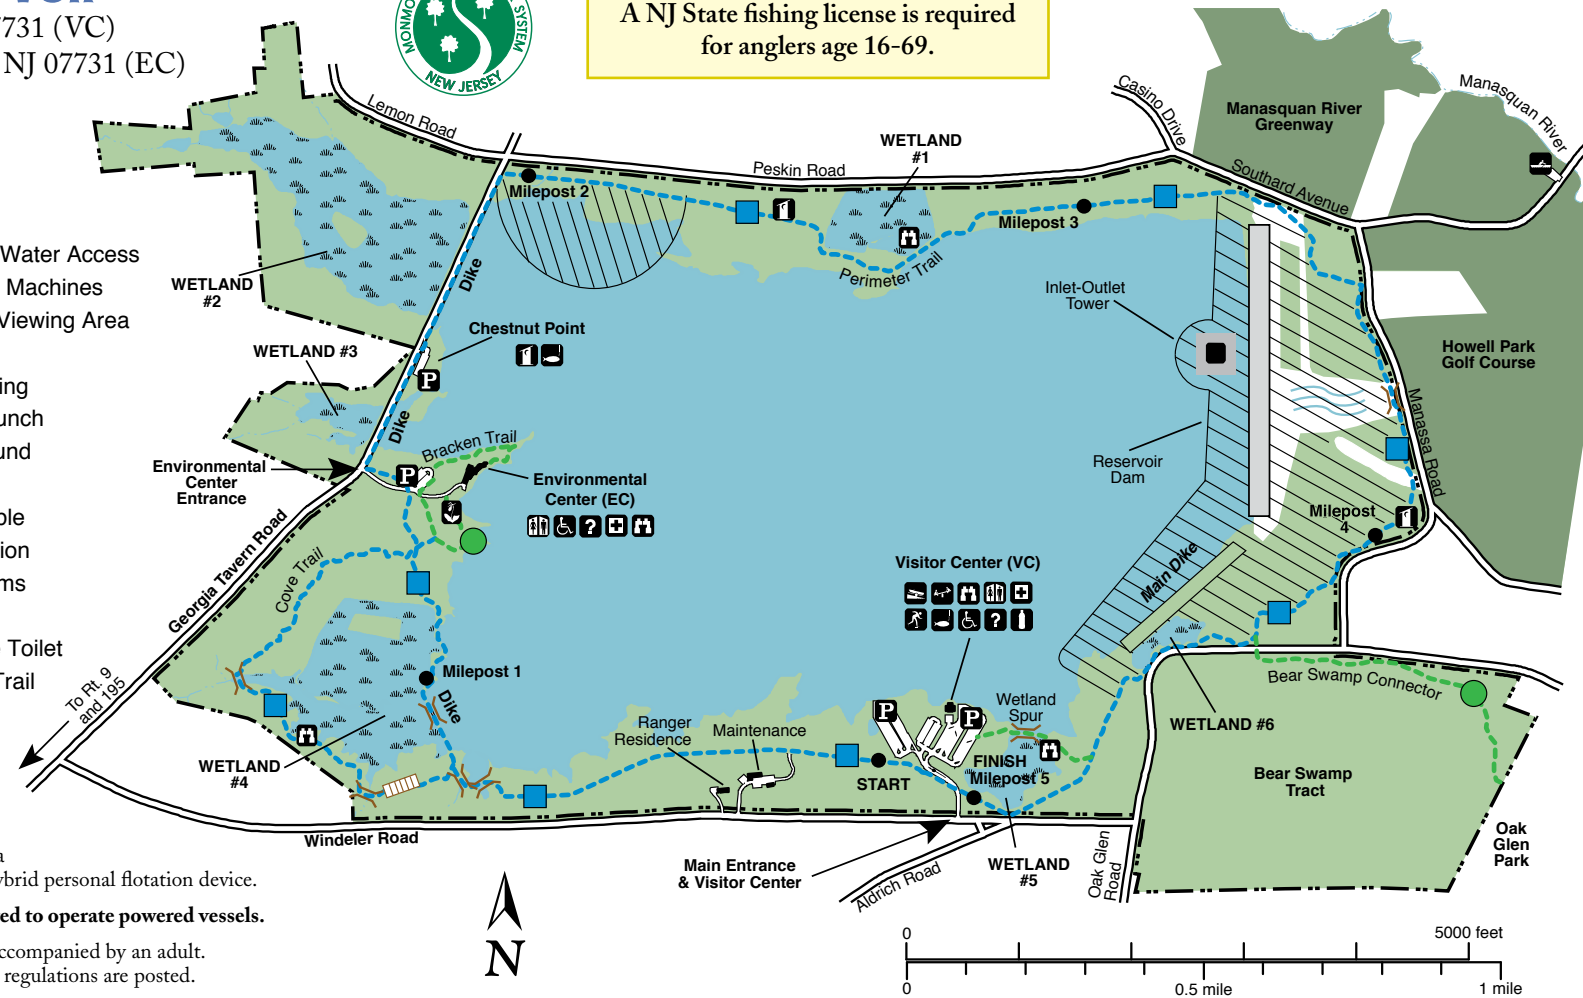 7731 (VC)
NJ 07731 (EC)
MONMO
SYSTEM
NEW JERSEY
A NJ State fishing license is required
for anglers age 16-69.
Water Access
Machines
Viewing Area
ing
unch
und
ble
ion
ms
Toilet
Trail
a
ybrid personal flotation device.
ed to operate powered vessels.
ccompanied by an adult.
regulations are posted.
Lemon Road
Peskin Road
WETLAND
#1
Casino Drive
Manasquan River
Greenway
Manasquan River
Southard Avenue
Milepost 2
Milepost 3
Perimeter Trail
WETLAND
#2
Dike
Inlet-Outlet
Tower
Chestnut Point
P
WETLAND #3
Howell Park
Golf Course
Dike
Manassa Road
Bracken Trail
Environmental
Center
Entrance
P
Environmental
Center (EC)
?
Reservoir
Dam
Milepost
4
Georgia Tavern Road
Cove Trail
Visitor Center (VC)
?
Main Dike
To Rt. 9
and 195
Milepost 1
Dike
Bear Swamp Connector
Ranger
Residence
Maintenance
P
P
Wetland
Spur
WETLAND #6
WETLAND
#4
START
FINISH
Milepost 5
Bear Swamp
Tract
Windeler Road
Main Entrance
& Visitor Center
Aldrich Road
WETLAND
#5
Oak Glen
Road
Oak
Glen
Park
N
0
5000 feet
0
0.5 mile
1 mile